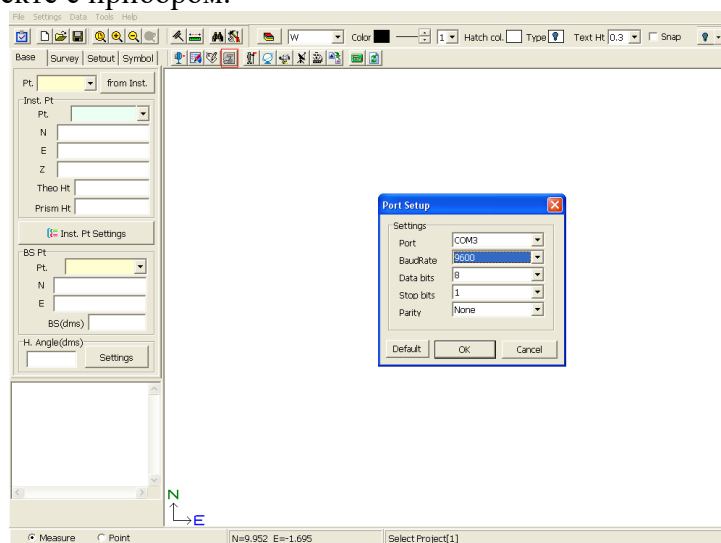 екте с прибором.
File Settings Data Tools Help
W Color 1 Hatch col. Type Text Ht 0.3 Snap
Base Survey Setout Symbol
Pt. from Inst.
Inst. Pt
Pt.
N
E
Z
Theo Ht
Prism Ht
Inst. Pt Settings
BS Pt
Pt.
N
E
BS(dms)
H. Angle(dms)
Settings
Port Setup
Settings
Port COM3
BaudRate 9600
Data bits 8
Stop bits 1
Parity None
Default OK Cancel
N
E
Measure Point N=9.952 E=-1.695 Select Project[1]